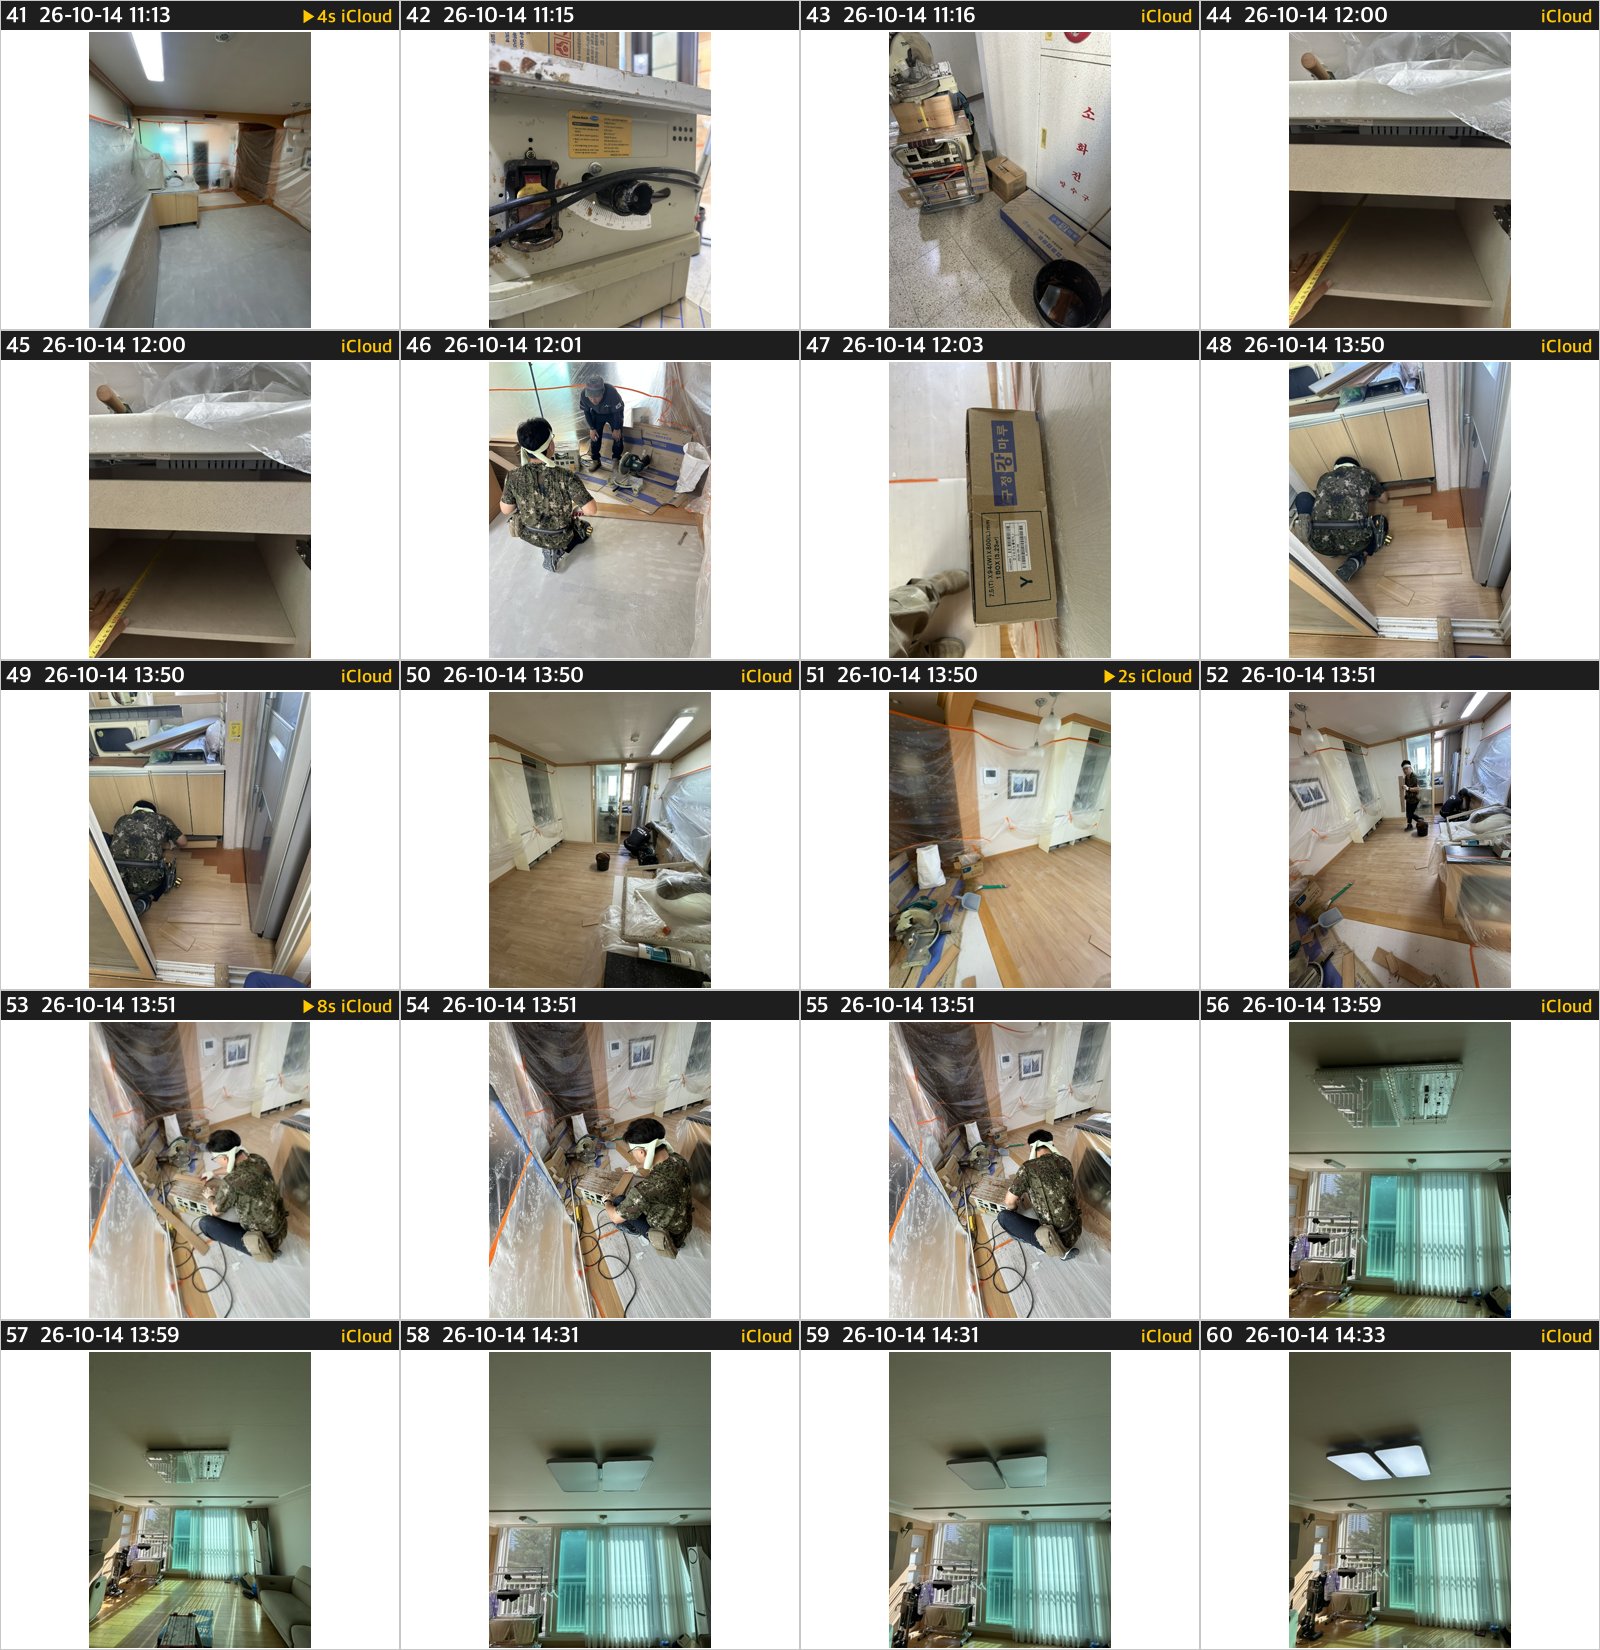 41 26-10-14 11:13 ▶4s iCloud
42 26-10-14 11:15
43 26-10-14 11:16 iCloud
44 26-10-14 12:00 iCloud
소
화
전
45 26-10-14 12:00 iCloud
46 26-10-14 12:01
47 26-10-14 12:03
48 26-10-14 13:50 iCloud
구정마루
7.5(T)X94(W)X800(L)mm
Y
49 26-10-14 13:50 iCloud
50 26-10-14 13:50 iCloud
51 26-10-14 13:50 ▶2s iCloud
52 26-10-14 13:51
53 26-10-14 13:51 ▶8s iCloud
54 26-10-14 13:51
55 26-10-14 13:51
56 26-10-14 13:59 iCloud
57 26-10-14 13:59 iCloud
58 26-10-14 14:31 iCloud
59 26-10-14 14:31 iCloud
60 26-10-14 14:33 iCloud